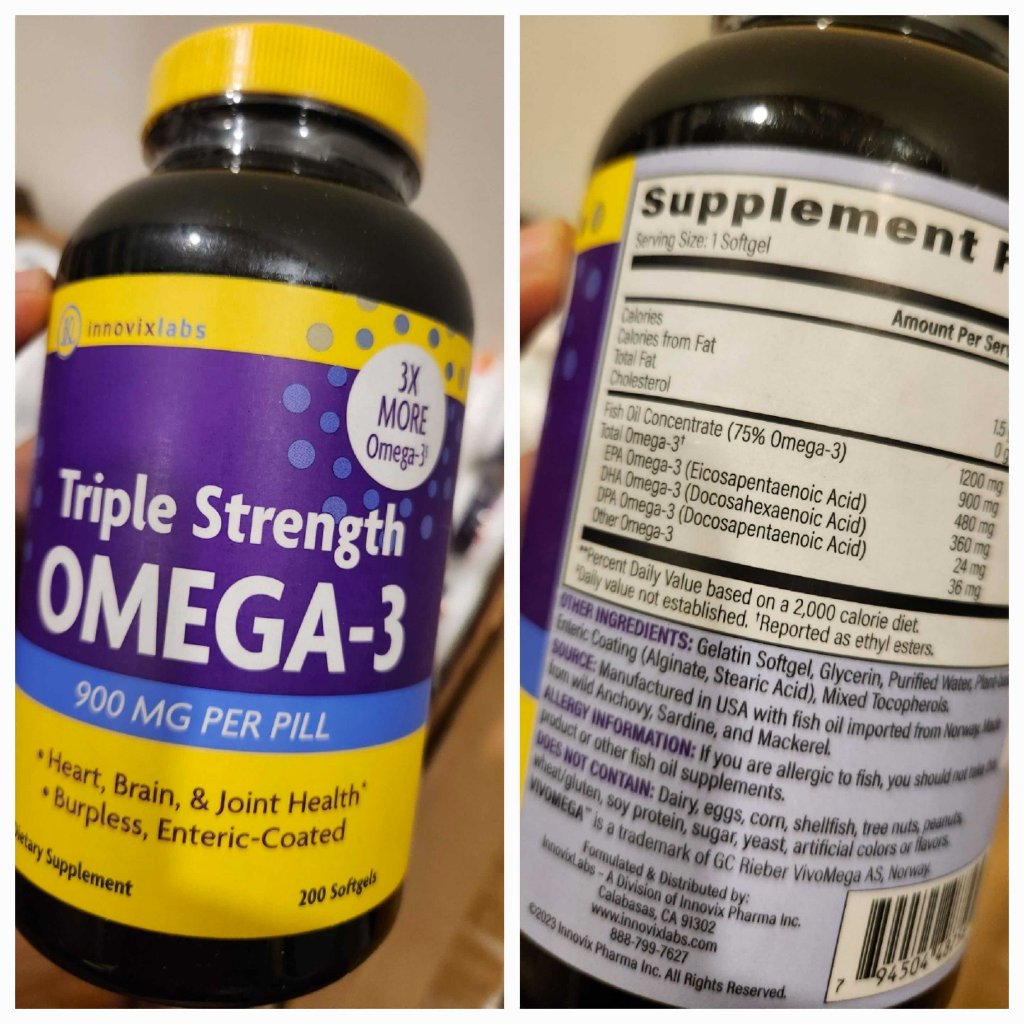 innovixlabs
3X
MORE
Omega-3
Triple Strength
OMEGA-3
900 MG PER PILL
• Heart, Brain, & Joint Health*
• Burpless, Enteric-Coated
Supplement
200 Softgels
Supplement
Serving Size: 1 Softgel
Amount Per
Calories
Calories from Fat
Total Fat
1.5
Cholesterol
0
Fish Oil Concentrate (75% Omega-3)
1200 mg
Total Omega-3†
900 mg
EPA Omega-3 (Eicosapentaenoic Acid)
480 mg
DHA Omega-3 (Docosahexaenoic Acid)
360 mg
DPA Omega-3 (Docosapentaenoic Acid)
24 mg
Other Omega-3
36 mg
**Percent Daily Value based on a 2,000 calorie diet.
*Daily value not established. †Reported as ethyl esters.
OTHER INGREDIENTS: Gelatin Softgel, Glycerin, Purified Water,
Enteric Coating (Alginate, Stearic Acid), Mixed Tocopherols.
SOURCE: Manufactured in USA with fish oil imported from Norway. Made
from wild Anchovy, Sardine, and Mackerel.
ALLERGY INFORMATION: If you are allergic to fish, you should not take this
product or other fish oil supplements.
DOES NOT CONTAIN: Dairy, eggs, corn, shellfish, tree nuts, peanuts,
wheat/gluten, soy protein, sugar, yeast, artificial colors or flavors.
VIVOMEGA™ is a trademark of GC Rieber VivoMega AS, Norway.
Formulated & Distributed by:
InnovixLabs – A Division of Innovix Pharma Inc.
Calabasas, CA 91302
www.innovixlabs.com
888-799-7627
©2023 Innovix Pharma Inc. All Rights Reserved.
7 94504